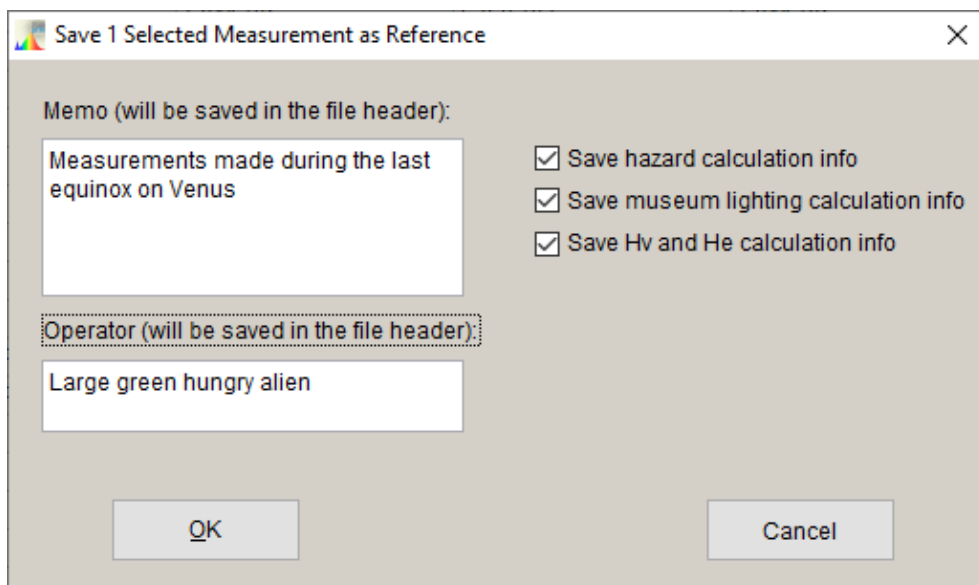 Save 1 Selected Measurement as Reference
Memo (will be saved in the file header):
Measurements made during the last
equinox on Venus
Save hazard calculation info
Save museum lighting calculation info
Save Hv and He calculation info
Operator (will be saved in the file header):
Large green hungry alien
OK
Cancel